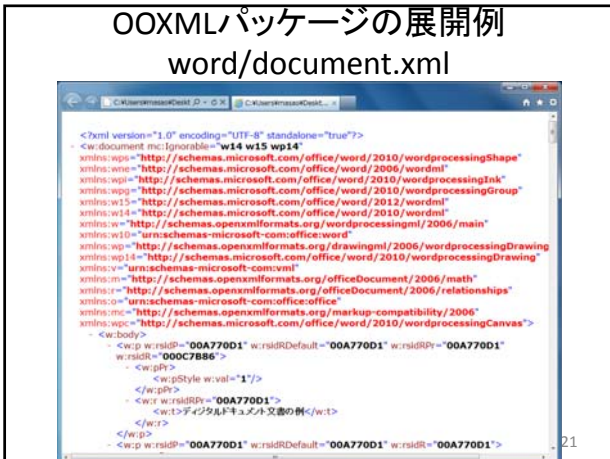 OOXMLパッケージの展開例
word/document.xml
C:¥Users¥masao¥Deskt
C:¥Users¥masao¥Deskt...
<?xml version="1.0" encoding="UTF-8" standalone="true"?>
- <w:document mc:Ignorable="w14 w15 wp14"
xmlns:wps="http://schemas.microsoft.com/office/word/2010/wordprocessingShape"
xmlns:wne="http://schemas.microsoft.com/office/word/2006/wordml"
xmlns:wpi="http://schemas.microsoft.com/office/word/2010/wordprocessingInk"
xmlns:wpg="http://schemas.microsoft.com/office/word/2010/wordprocessingGroup"
xmlns:w15="http://schemas.microsoft.com/office/word/2012/wordml"
xmlns:w14="http://schemas.microsoft.com/office/word/2010/wordml"
xmlns:w="http://schemas.openxmlformats.org/wordprocessingml/2006/main"
xmlns:w10="urn:schemas-microsoft-com:office:word"
xmlns:wp="http://schemas.openxmlformats.org/drawingml/2006/wordprocessingDrawing
xmlns:wp14="http://schemas.microsoft.com/office/word/2010/wordprocessingDrawing"
xmlns:v="urn:schemas-microsoft-com:vml"
xmlns:m="http://schemas.openxmlformats.org/officeDocument/2006/math"
xmlns:r="http://schemas.openxmlformats.org/officeDocument/2006/relationships"
xmlns:o="urn:schemas-microsoft-com:office:office"
xmlns:mc="http://schemas.openxmlformats.org/markup-compatibility/2006"
xmlns:wpc="http://schemas.microsoft.com/office/word/2010/wordprocessingCanvas">
- <w:body>
- <w:p w:rsidP="00A770D1" w:rsidRDefault="00A770D1" w:rsidRPr="00A770D1"
w:rsidR="000C7B86">
- <w:pPr>
<w:pStyle w:val="1"/>
</w:pPr>
- <w:r w:rsidRPr="00A770D1">
<w:t>ディジタルドキュメント文書の例</w:t>
</w:r>
</w:p>
- <w:p w:rsidP="00A770D1" w:rsidRDefault="00A770D1" w:rsidR="00A770D1">
21